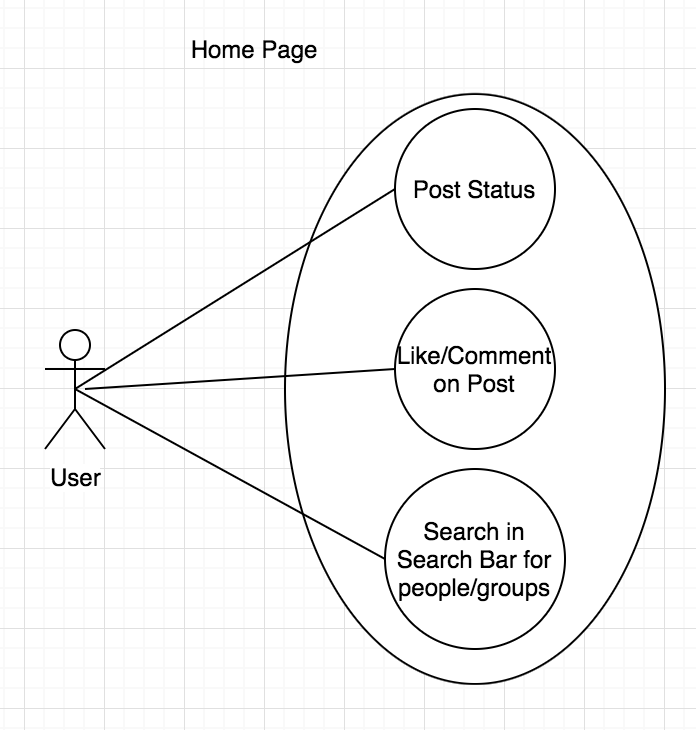 Home Page
Post Status
Like/Comment
on Post
User
Search in
Search Bar for
people/groups